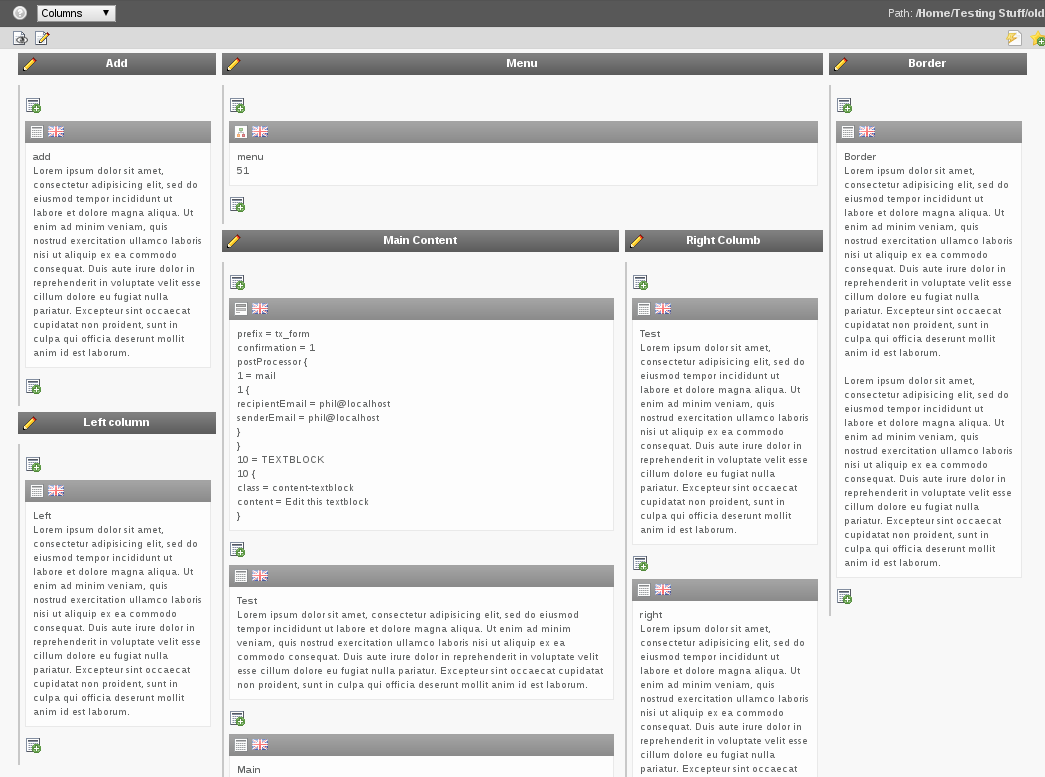 Columns
Path: /Home/Testing Stuff/old
Add
add
Lorem ipsum dolor sit amet,
consectetur adipisicing elit, sed do
eiusmod tempor incididunt ut
labore et dolore magna aliqua. Ut
enim ad minim veniam, quis
nostrud exercitation ullamco laboris
nisi ut aliquip ex ea commodo
consequat. Duis aute irure dolor in
reprehenderit in voluptate velit esse
cillum dolore eu fugiat nulla
pariatur. Excepteur sint occaecat
cupidatat non proident, sunt in
culpa qui officia deserunt mollit
anim id est laborum.
Left column
Left
Lorem ipsum dolor sit amet,
consectetur adipisicing elit, sed do
eiusmod tempor incididunt ut
labore et dolore magna aliqua. Ut
enim ad minim veniam, quis
nostrud exercitation ullamco laboris
nisi ut aliquip ex ea commodo
consequat. Duis aute irure dolor in
reprehenderit in voluptate velit esse
cillum dolore eu fugiat nulla
pariatur. Excepteur sint occaecat
cupidatat non proident, sunt in
culpa qui officia deserunt mollit
anim id est laborum.
Menu
menu
51
Main Content
prefix = tx_form
confirmation = 1
postProcessor {
1 = mail
1 {
recipientEmail = phil@localhost
senderEmail = phil@localhost
}
}
10 = TEXTBLOCK
10 {
class = content-textblock
content = Edit this textblock
}
Test
Lorem ipsum dolor sit amet, consectetur adipisicing elit, sed do eiusmod
tempor incididunt ut labore et dolore magna aliqua. Ut enim ad minim
veniam, quis nostrud exercitation ullamco laboris nisi ut aliquip ex ea
commodo consequat. Duis aute irure dolor in reprehenderit in voluptate velit
esse cillum dolore eu fugiat nulla pariatur. Excepteur sint occaecat cupidatat
non proident, sunt in culpa qui officia deserunt mollit anim id est laborum.
Main
Right Columb
Test
Lorem ipsum dolor sit amet,
consectetur adipisicing elit, sed do
eiusmod tempor incididunt ut
labore et dolore magna aliqua. Ut
enim ad minim veniam, quis
nostrud exercitation ullamco laboris
nisi ut aliquip ex ea commodo
consequat. Duis aute irure dolor in
reprehenderit in voluptate velit esse
cillum dolore eu fugiat nulla
pariatur. Excepteur sint occaecat
cupidatat non proident, sunt in
culpa qui officia deserunt mollit
anim id est laborum.
right
Lorem ipsum dolor sit amet,
consectetur adipisicing elit, sed do
eiusmod tempor incididunt ut
labore et dolore magna aliqua. Ut
enim ad minim veniam, quis
nostrud exercitation ullamco laboris
nisi ut aliquip ex ea commodo
consequat. Duis aute irure dolor in
reprehenderit in voluptate velit esse
cillum dolore eu fugiat nulla
pariatur. Excepteur sint occaecat
Border
Border
Lorem ipsum dolor sit amet,
consectetur adipisicing elit, sed do
eiusmod tempor incididunt ut
labore et dolore magna aliqua. Ut
enim ad minim veniam, quis
nostrud exercitation ullamco laboris
nisi ut aliquip ex ea commodo
consequat. Duis aute irure dolor in
reprehenderit in voluptate velit esse
cillum dolore eu fugiat nulla
pariatur. Excepteur sint occaecat
cupidatat non proident, sunt in
culpa qui officia deserunt mollit
anim id est laborum.
Lorem ipsum dolor sit amet,
consectetur adipisicing elit, sed do
eiusmod tempor incididunt ut
labore et dolore magna aliqua. Ut
enim ad minim veniam, quis
nostrud exercitation ullamco laboris
nisi ut aliquip ex ea commodo
consequat. Duis aute irure dolor in
reprehenderit in voluptate velit esse
cillum dolore eu fugiat nulla
pariatur. Excepteur sint occaecat
cupidatat non proident, sunt in
culpa qui officia deserunt mollit
anim id est laborum.